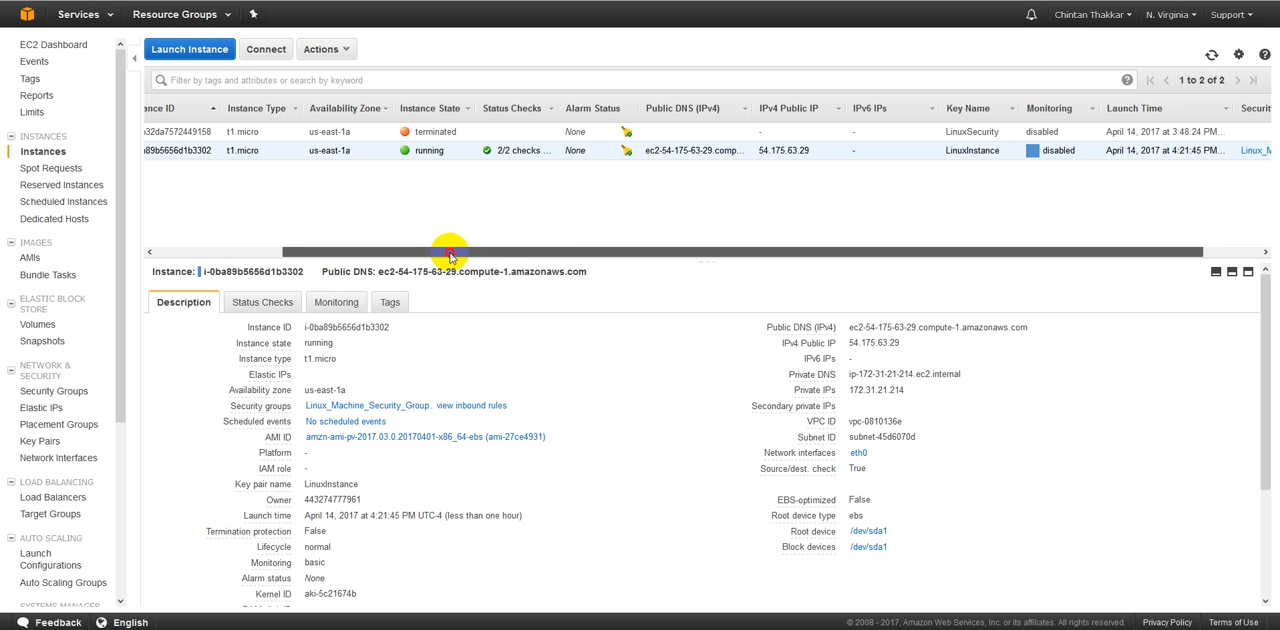 Services Resource Groups Chintan Thakkar N. Virginia Support
EC2 Dashboard
Events
Tags
Reports
Limits
INSTANCES
Instances
Spot Requests
Reserved Instances
Scheduled Instances
Dedicated Hosts
IMAGES
AMIs
Bundle Tasks
ELASTIC BLOCK
STORE
Volumes
Snapshots
NETWORK &
SECURITY
Security Groups
Elastic IPs
Placement Groups
Key Pairs
Network Interfaces
LOAD BALANCING
Load Balancers
Target Groups
AUTO SCALING
Launch
Configurations
Auto Scaling Groups
SYSTEMS MANAGER
Launch Instance Connect Actions
Filter by tags and attributes or search by keyword 1 to 2 of 2
ance ID Instance Type Availability Zone Instance State Status Checks Alarm Status Public DNS (IPv4) IPv4 Public IP IPv6 IPs Key Name Monitoring Launch Time Securit
32da7572449158 t1.micro us-east-1a terminated None - - LinuxSecurity disabled April 14, 2017 at 3:48:24 PM...
89b5656d1b3302 t1.micro us-east-1a running 2/2 checks ... None ec2-54-175-63-29.comp... 54.175.63.29 - LinuxInstance disabled April 14, 2017 at 4:21:45 PM... Linux_M
Instance: i-0ba89b5656d1b3302 Public DNS: ec2-54-175-63-29.compute-1.amazonaws.com
Description Status Checks Monitoring Tags
Instance ID i-0ba89b5656d1b3302
Instance state running
Instance type t1.micro
Elastic IPs
Availability zone us-east-1a
Security groups Linux_Machine_Security_Group. view inbound rules
Scheduled events No scheduled events
AMI ID amzn-ami-pv-2017.03.0.20170401-x86_64-ebs (ami-27ce4931)
Platform -
IAM role -
Key pair name LinuxInstance
Owner 443274777961
Launch time April 14, 2017 at 4:21:45 PM UTC-4 (less than one hour)
Termination protection False
Lifecycle normal
Monitoring basic
Alarm status None
Kernel ID aki-5c21674b
Public DNS (IPv4) ec2-54-175-63-29.compute-1.amazonaws.com
IPv4 Public IP 54.175.63.29
IPv6 IPs -
Private DNS ip-172-31-21-214.ec2.internal
Private IPs 172.31.21.214
Secondary private IPs
VPC ID vpc-0810136e
Subnet ID subnet-45d6070d
Network interfaces eth0
Source/dest. check True
EBS-optimized False
Root device type ebs
Root device /dev/sda1
Block devices /dev/sda1
Feedback English © 2008 - 2017, Amazon Web Services, Inc. or its affiliates. All rights reserved. Privacy Policy Terms of Use